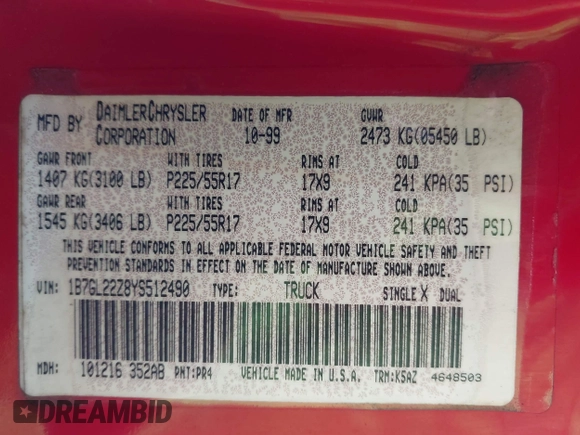 MFD BY DAIMLERCHRYSLER CORPORATION DATE OF MFR 10-99 GVWR 2473 KG(05450 LB)
GAWR FRONT WITH TIRES RIMS AT COLD
1407 KG(3100 LB) P225/55R17 17X9 241 KPA(35 PSI)
GAWR REAR WITH TIRES RIMS AT COLD
1545 KG(3406 LB) P225/55R17 17X9 241 KPA(35 PSI)
THIS VEHICLE CONFORMS TO ALL APPLICABLE FEDERAL MOTOR VEHICLE SAFETY AND THEFT
PREVENTION STANDARDS IN EFFECT ON THE DATE OF MANUFACTURE SHOWN ABOVE.
VIN: 1B7GL22Z8YS512490 TYPE: TRUCK SINGLE X DUAL
MDH: 101216 352AB PNT:PR4 VEHICLE MADE IN U.S.A. TRM:K5AZ 4648503
DREAMBID